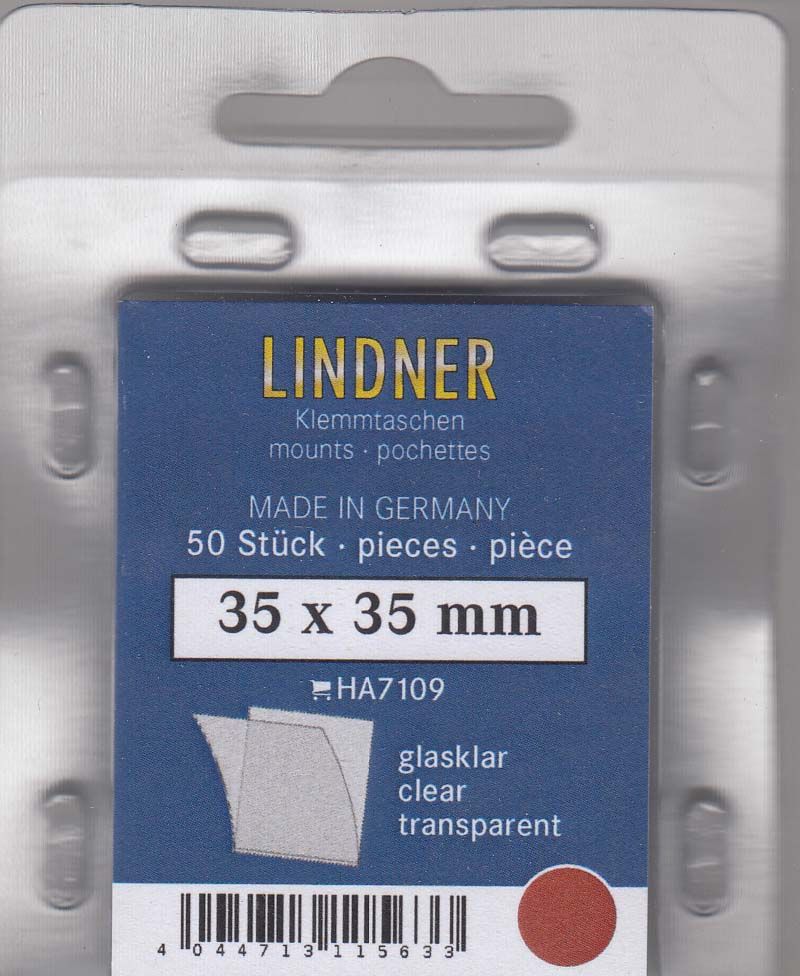 LINDNER
Klemmtaschen
mounts · pochettes
MADE IN GERMANY
50 Stück · pieces · pièce
35 x 35 mm
HA7109
glasklar
clear
transparent
4 044713 115633